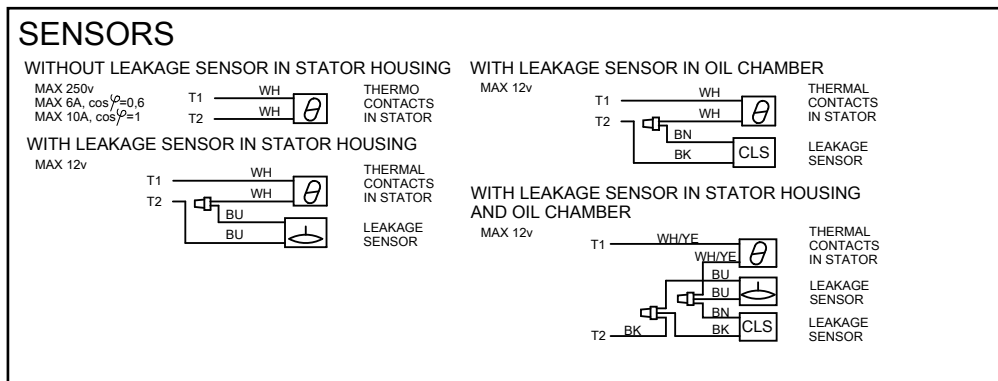 SENSORS
WITHOUT LEAKAGE SENSOR IN STATOR HOUSING
MAX 250v
MAX 6A, cosφ=0,6
MAX 10A, cosφ=1
T1 WH
T2 WH
θ
THERMO
CONTACTS
IN STATOR
WITH LEAKAGE SENSOR IN STATOR HOUSING
MAX 12v
T1 WH
T2 WH
θ
BU
BU
THERMAL
CONTACTS
IN STATOR
LEAKAGE
SENSOR
WITH LEAKAGE SENSOR IN OIL CHAMBER
MAX 12v
T1 WH
T2 WH
θ
BN
BK
CLS
THERMAL
CONTACTS
IN STATOR
LEAKAGE
SENSOR
WITH LEAKAGE SENSOR IN STATOR HOUSING
AND OIL CHAMBER
MAX 12v
T1 WH/YE
WH/YE
θ
BU
BU
BN
T2 BK BK
CLS
THERMAL
CONTACTS
IN STATOR
LEAKAGE
SENSOR
LEAKAGE
SENSOR